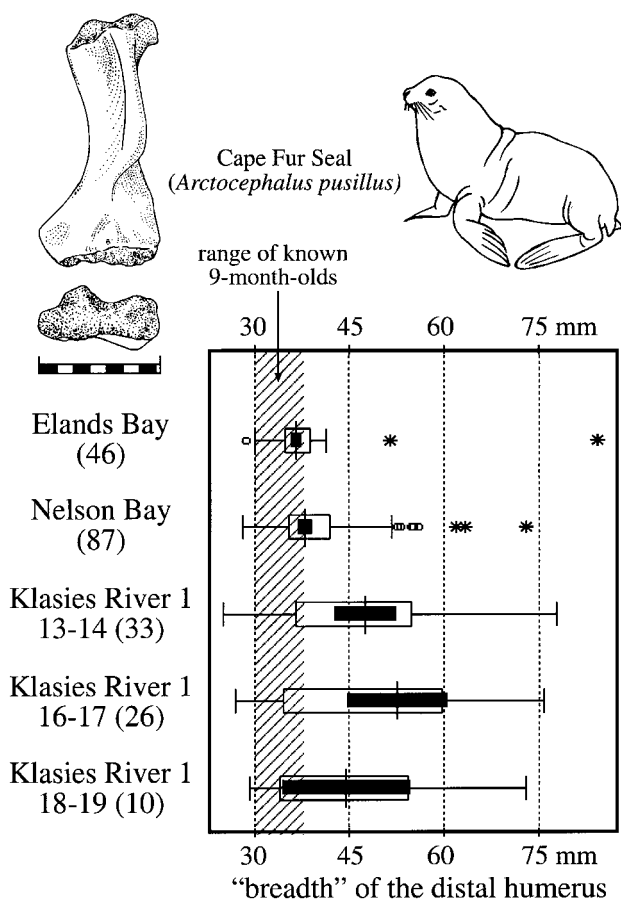 Cape Fur Seal
(Arctocephalus pusillus)
range of known
9-month-olds
30 45 60 75 mm
Elands Bay
(46)
Nelson Bay
(87)
Klasies River 1
13-14 (33)
Klasies River 1
16-17 (26)
Klasies River 1
18-19 (10)
30 45 60 75 mm
“breadth” of the distal humerus